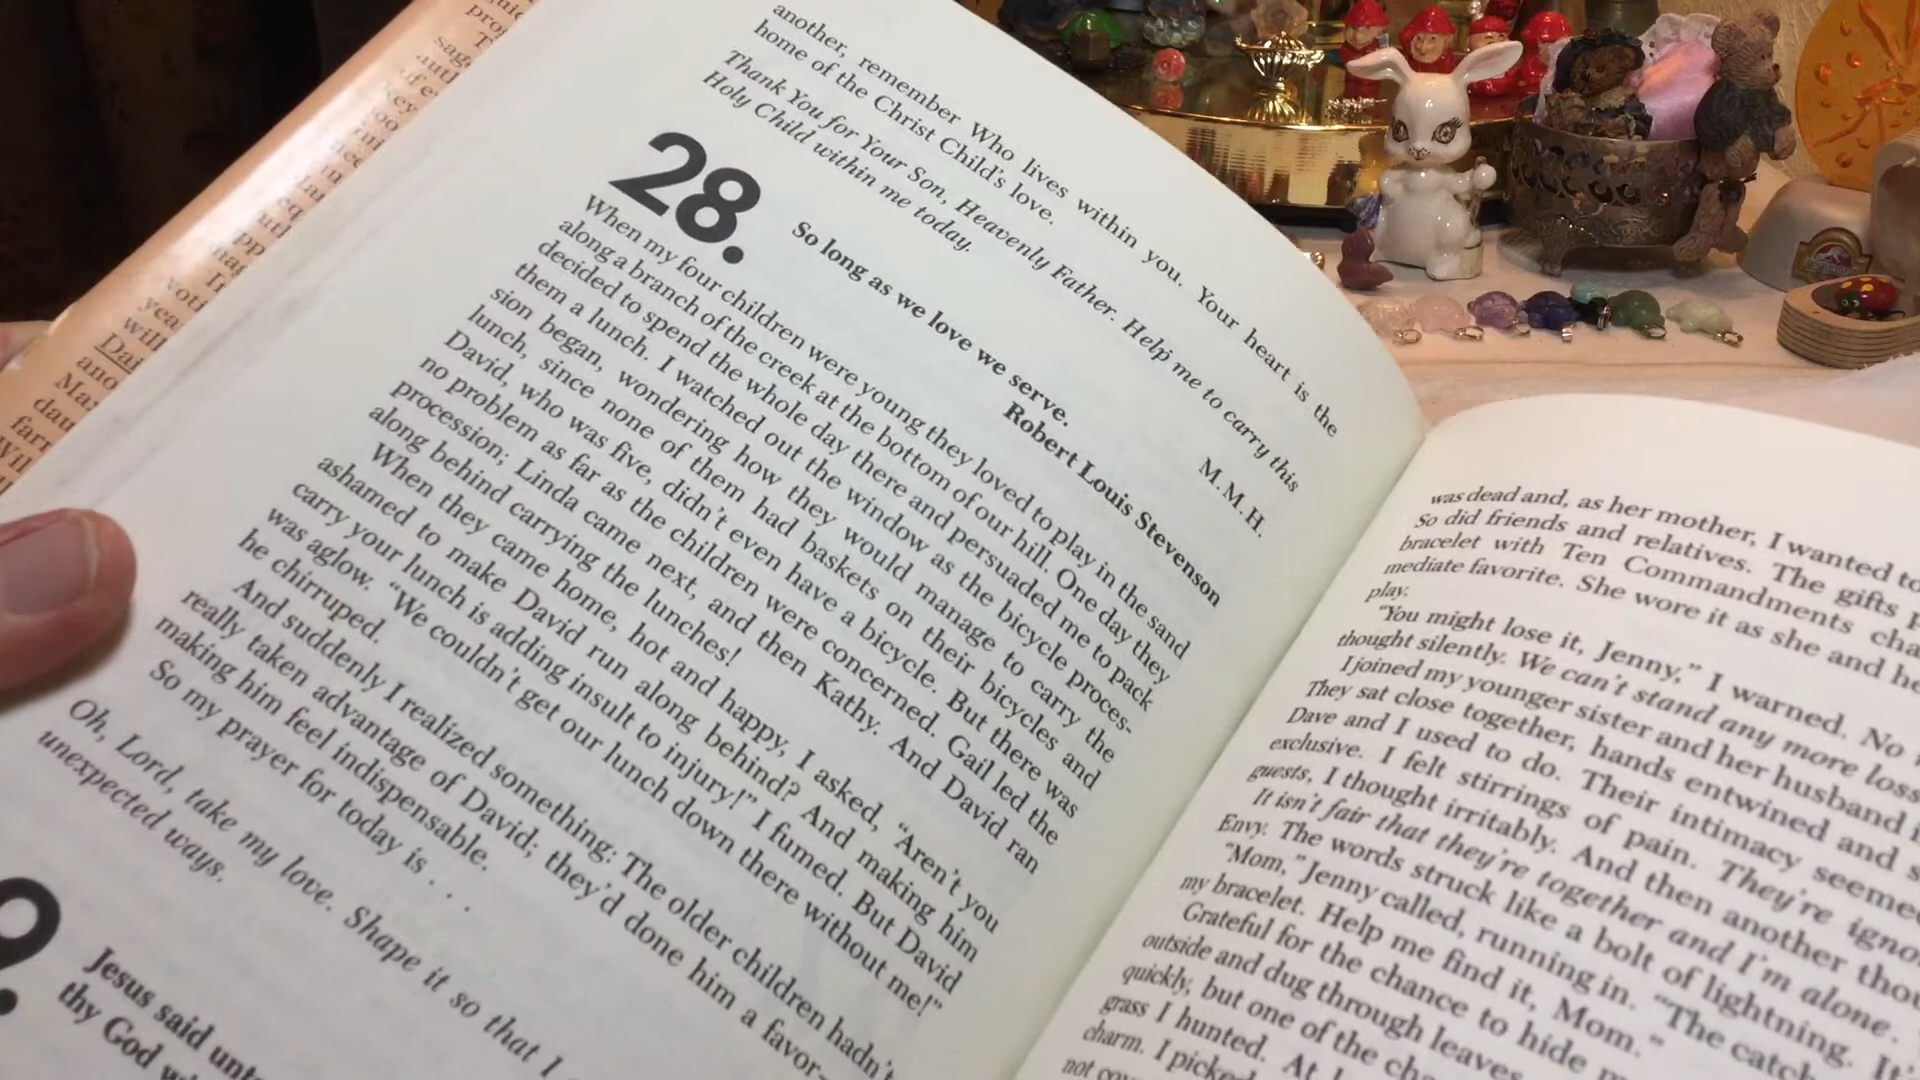 another, remember Who lives within you. Your heart is the
home of the Christ Child's love.
Thank You for Your Son, Heavenly Father. Help me to carry this
Holy Child within me today.
M.M.H.
28.
So long as we love we serve.
Robert Louis Stevenson
When my four children were young they loved to play in the sand
along a branch of the creek at the bottom of our hill. One day they
decided to spend the whole day there and persuaded me to pack
them a lunch. I watched out the window as the bicycle proces-
sion began, wondering how they would manage to carry the
lunch, since none of them had baskets on their bicycles and
David, who was five, didn't even have a bicycle. But there was
no problem as far as the children were concerned. Gail led the
procession; Linda came next, and then Kathy. And David ran
along behind carrying the lunches!
When they came home, hot and happy, I asked, “Aren't you
ashamed to make David run along behind? And making him
carry your lunch is adding insult to injury!” I fumed. But David
was aglow. “We couldn't get our lunch down there without me!”
he chirruped.
And suddenly I realized something: The older children hadn't
really taken advantage of David; they'd done him a favor—
making him feel indispensable.
So my prayer for today is . . .
Oh, Lord, take my love. Shape it so that I
unexpected ways.
9.
Jesus said unto
thy God
was dead and, as her mother, I wanted to
So did friends and relatives. The gifts
bracelet with Ten Commandments
mediate favorite. She wore it as she and
play.
“You might lose it, Jenny,” I warned. No
thought silently. We can't stand any more
I joined my younger sister and her husband
They sat close together, hands entwined and
Dave and I used to do. Their intimacy seemed
exclusive. I felt stirrings of pain. They're
guests, I thought irritably. And then another
It isn't fair that they're together and I'm alone.
Envy. The words struck like a bolt of lightning.
“Mom,” Jenny called, running in. “The catch
my bracelet. Help me find it, Mom.”
Grateful for the chance to hide
outside and dug through leaves
quickly, but one of the
grass I hunted. At
charm. I picked
not